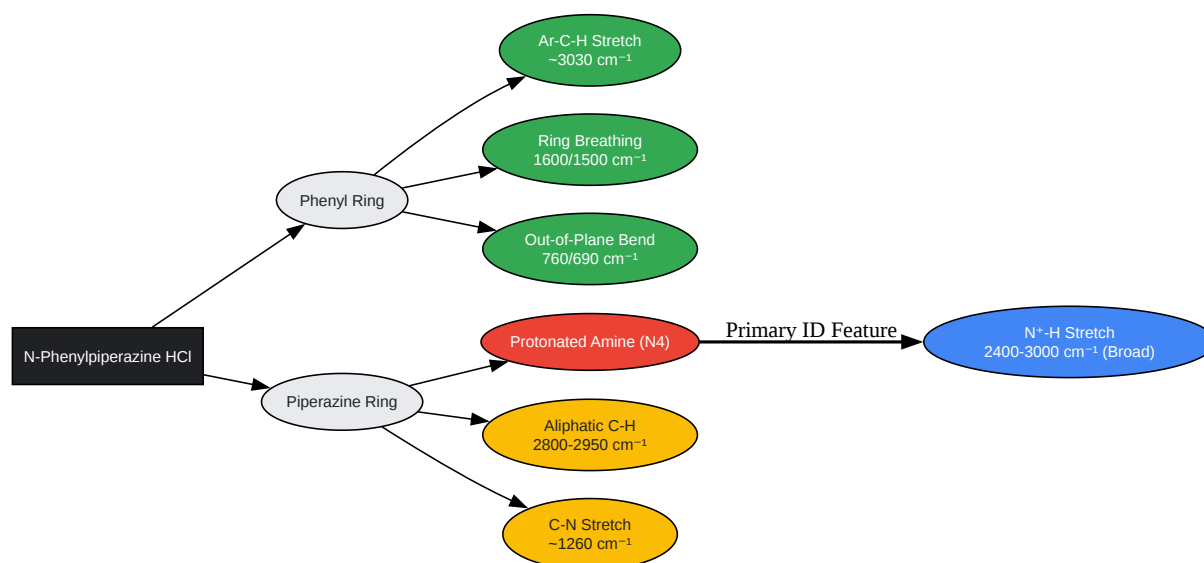 Ar-C-H Stretch
~3030 cm⁻¹
Ring Breathing
1600/1500 cm⁻¹
Phenyl Ring
Out-of-Plane Bend
760/690 cm⁻¹
N-Phenylpiperazine HCl
Protonated Amine (N4)
Primary ID Feature
N⁺-H Stretch
2400-3000 cm⁻¹ (Broad)
Piperazine Ring
Aliphatic C-H
2800-2950 cm⁻¹
C-N Stretch
~1260 cm⁻¹